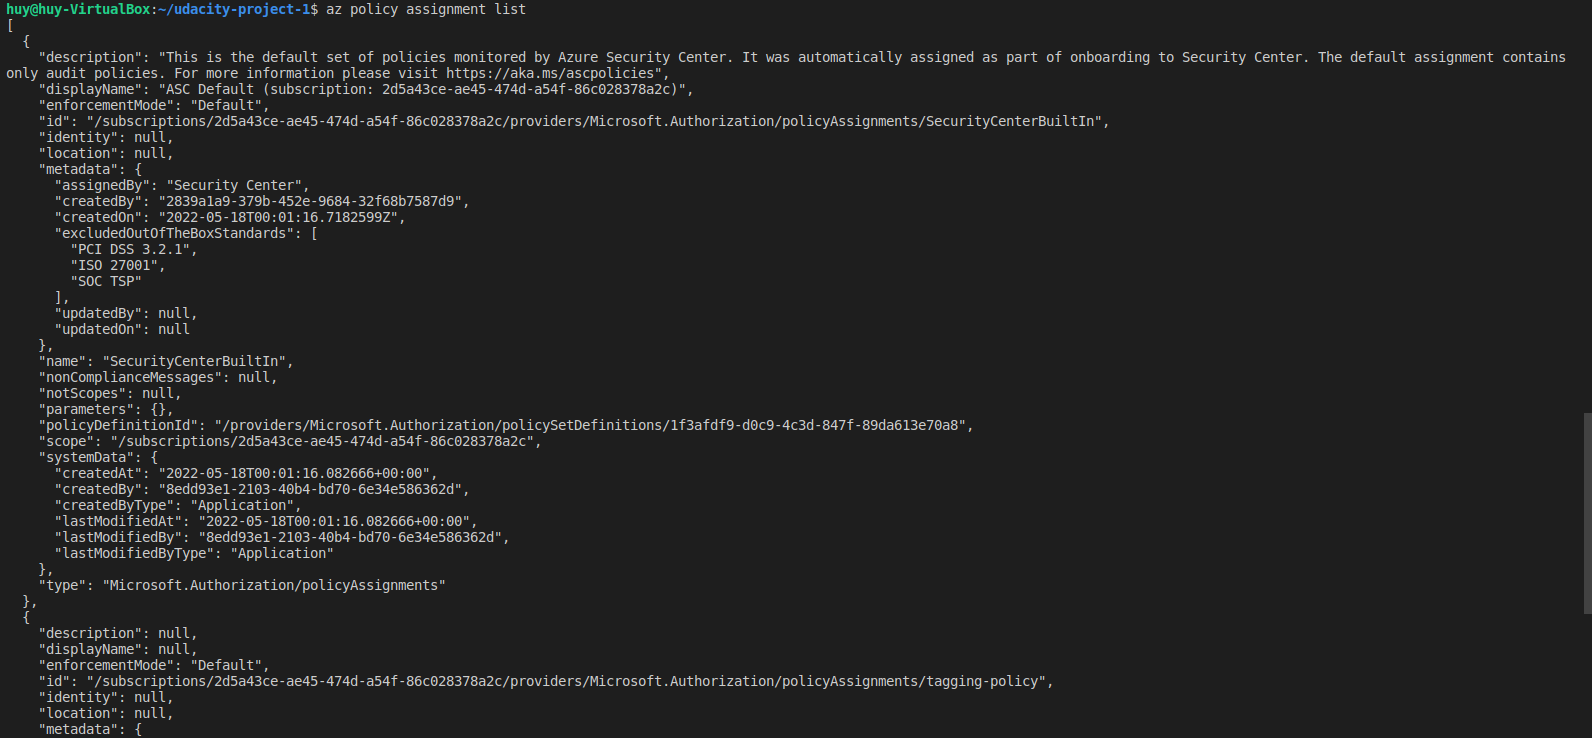 huy@huy-VirtualBox:~/udacity-project-1$ az policy assignment list
[
  {
    "description": "This is the default set of policies monitored by Azure Security Center. It was automatically assigned as part of onboarding to Security Center. The default assignment contains
only audit policies. For more information please visit https://aka.ms/ascpolicies",
    "displayName": "ASC Default (subscription: 2d5a43ce-ae45-474d-a54f-86c028378a2c)",
    "enforcementMode": "Default",
    "id": "/subscriptions/2d5a43ce-ae45-474d-a54f-86c028378a2c/providers/Microsoft.Authorization/policyAssignments/SecurityCenterBuiltIn",
    "identity": null,
    "location": null,
    "metadata": {
      "assignedBy": "Security Center",
      "createdBy": "2839a1a9-379b-452e-9684-32f68b7587d9",
      "createdOn": "2022-05-18T00:01:16.7182599Z",
      "excludedOutOfTheBoxStandards": [
        "PCI DSS 3.2.1",
        "ISO 27001",
        "SOC TSP"
      ],
      "updatedBy": null,
      "updatedOn": null
    },
    "name": "SecurityCenterBuiltIn",
    "nonComplianceMessages": null,
    "notScopes": null,
    "parameters": {},
    "policyDefinitionId": "/providers/Microsoft.Authorization/policySetDefinitions/1f3afdf9-d0c9-4c3d-847f-89da613e70a8",
    "scope": "/subscriptions/2d5a43ce-ae45-474d-a54f-86c028378a2c",
    "systemData": {
      "createdAt": "2022-05-18T00:01:16.082666+00:00",
      "createdBy": "8edd93e1-2103-40b4-bd70-6e34e586362d",
      "createdByType": "Application",
      "lastModifiedAt": "2022-05-18T00:01:16.082666+00:00",
      "lastModifiedBy": "8edd93e1-2103-40b4-bd70-6e34e586362d",
      "lastModifiedByType": "Application"
    },
    "type": "Microsoft.Authorization/policyAssignments"
  },
  {
    "description": null,
    "displayName": null,
    "enforcementMode": "Default",
    "id": "/subscriptions/2d5a43ce-ae45-474d-a54f-86c028378a2c/providers/Microsoft.Authorization/policyAssignments/tagging-policy",
    "identity": null,
    "location": null,
    "metadata": {